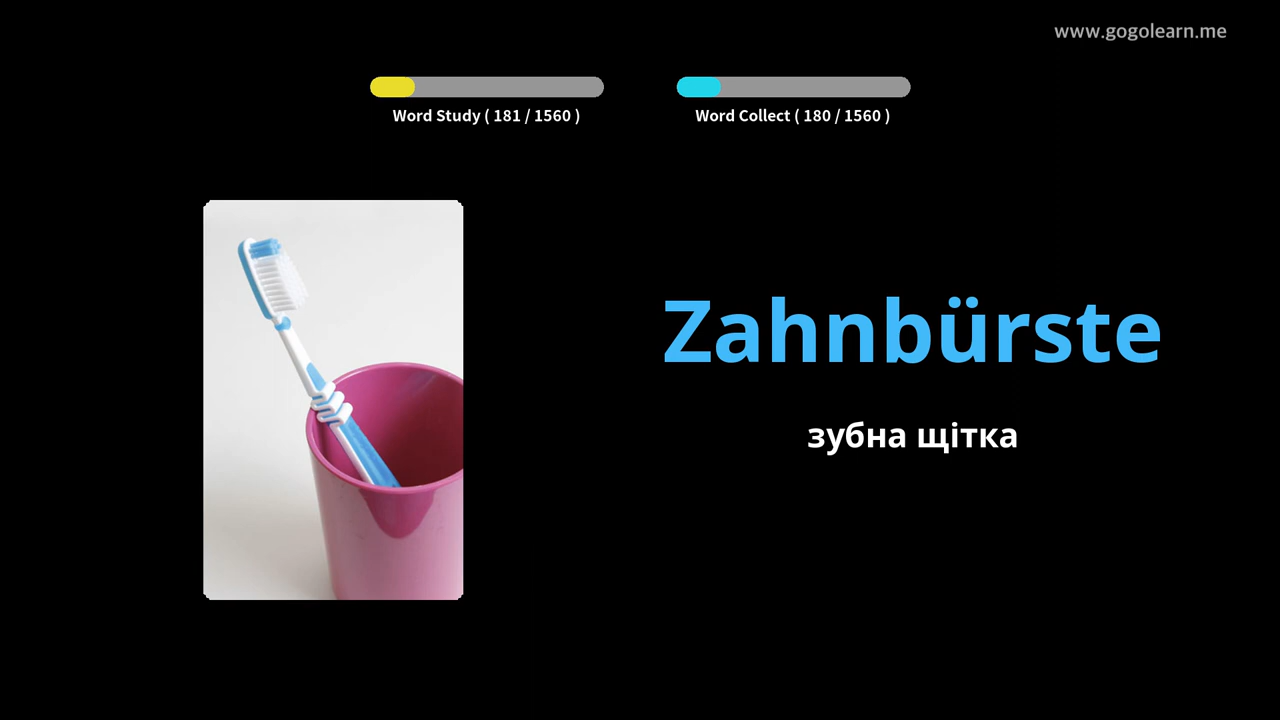 www.gogolearn.me
Word Study ( 181 / 1560 )
Word Collect ( 180 / 1560 )
Zahnbürste
зубна щітка